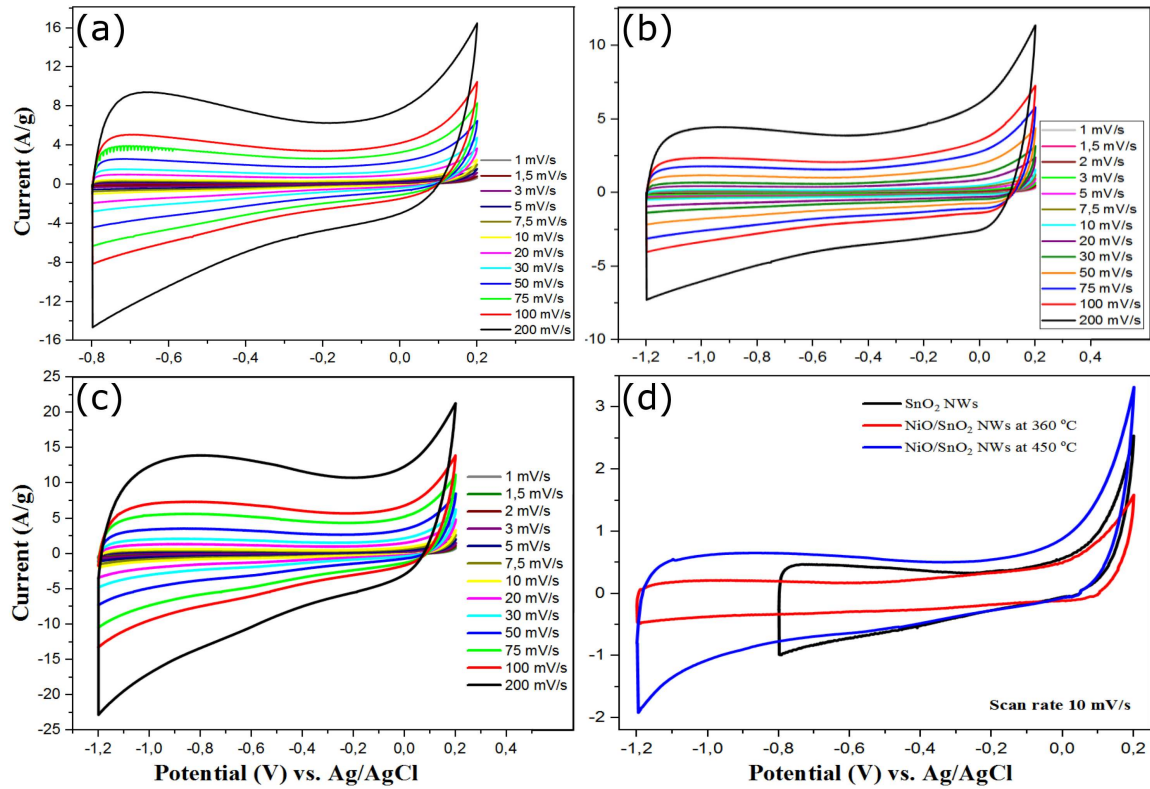 (a)
16
12
8
4
0
-4
-8
-12
-16
Current (A/g)
-0,8
-0,6
-0,4
-0,2
0,0
0,2
1 mV/s
1,5 mV/s
3 mV/s
5 mV/s
7,5 mV/s
10 mV/s
20 mV/s
30 mV/s
50 mV/s
75 mV/s
100 mV/s
200 mV/s
(b)
10
5
0
-5
-10
-1,2
-1,0
-0,8
-0,6
-0,4
-0,2
0,0
0,2
0,4
1 mV/s
1,5 mV/s
2 mV/s
3 mV/s
5 mV/s
7,5 mV/s
10 mV/s
20 mV/s
30 mV/s
50 mV/s
75 mV/s
100 mV/s
200 mV/s
(c)
25
20
15
10
5
0
-5
-10
-15
-20
-25
Current (A/g)
-1,2
-1,0
-0,8
-0,6
-0,4
-0,2
0,0
0,2
0,4
Potential (V) vs. Ag/AgCl
1 mV/s
1,5 mV/s
2 mV/s
3 mV/s
5 mV/s
7,5 mV/s
10 mV/s
20 mV/s
30 mV/s
50 mV/s
75 mV/s
100 mV/s
200 mV/s
(d)
SnO₂ NWs
NiO/SnO₂ NWs at 360 °C
NiO/SnO₂ NWs at 450 °C
3
2
1
0
-1
-2
Scan rate 10 mV/s
-1,2
-1,0
-0,8
-0,6
-0,4
-0,2
0,0
0,2
Potential (V) vs. Ag/AgCl